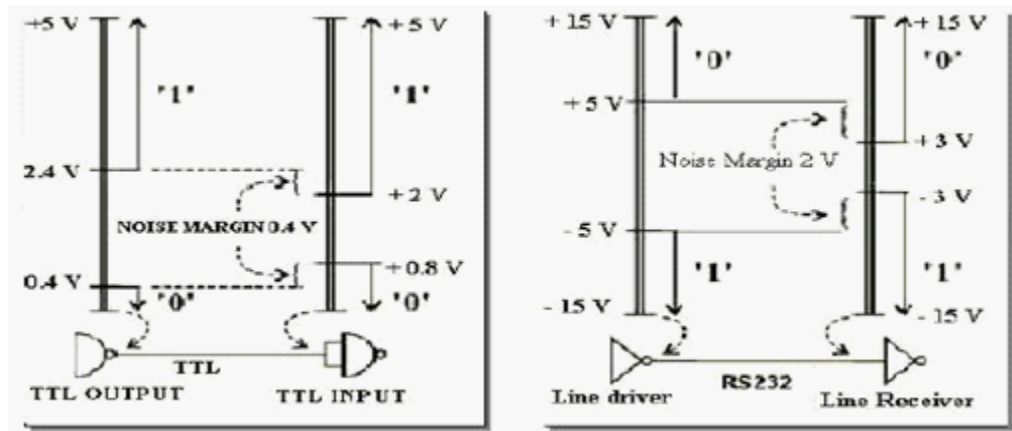 +5 V
+5 V
'1'
'1'
2.4 V
+2 V
NOISE MARGIN 0.4 V
+0.8 V
0.4 V
'0'
'0'
TTL
TTL OUTPUT
TTL INPUT
+15 V
+15 V
'0'
'0'
+5 V
+3 V
Noise Margin 2 V
- 3 V
- 5 V
'1'
'1'
- 15 V
- 15 V
RS232
Line driver
Line Receiver